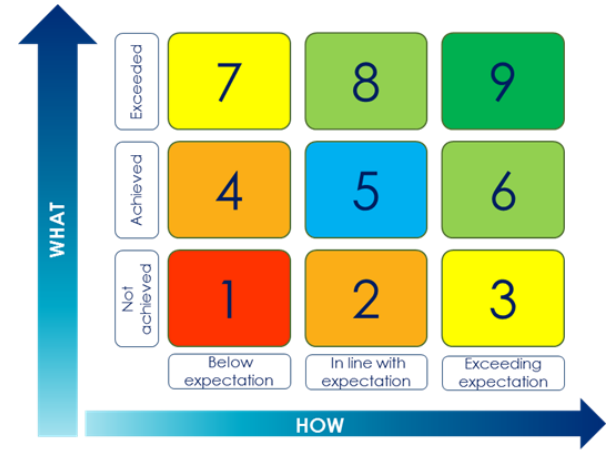 WHAT
Exceeded
7
8
9
Achieved
4
5
6
Not
achieved
1
2
3
Below
expectation
In line with
expectation
Exceeding
expectation
HOW